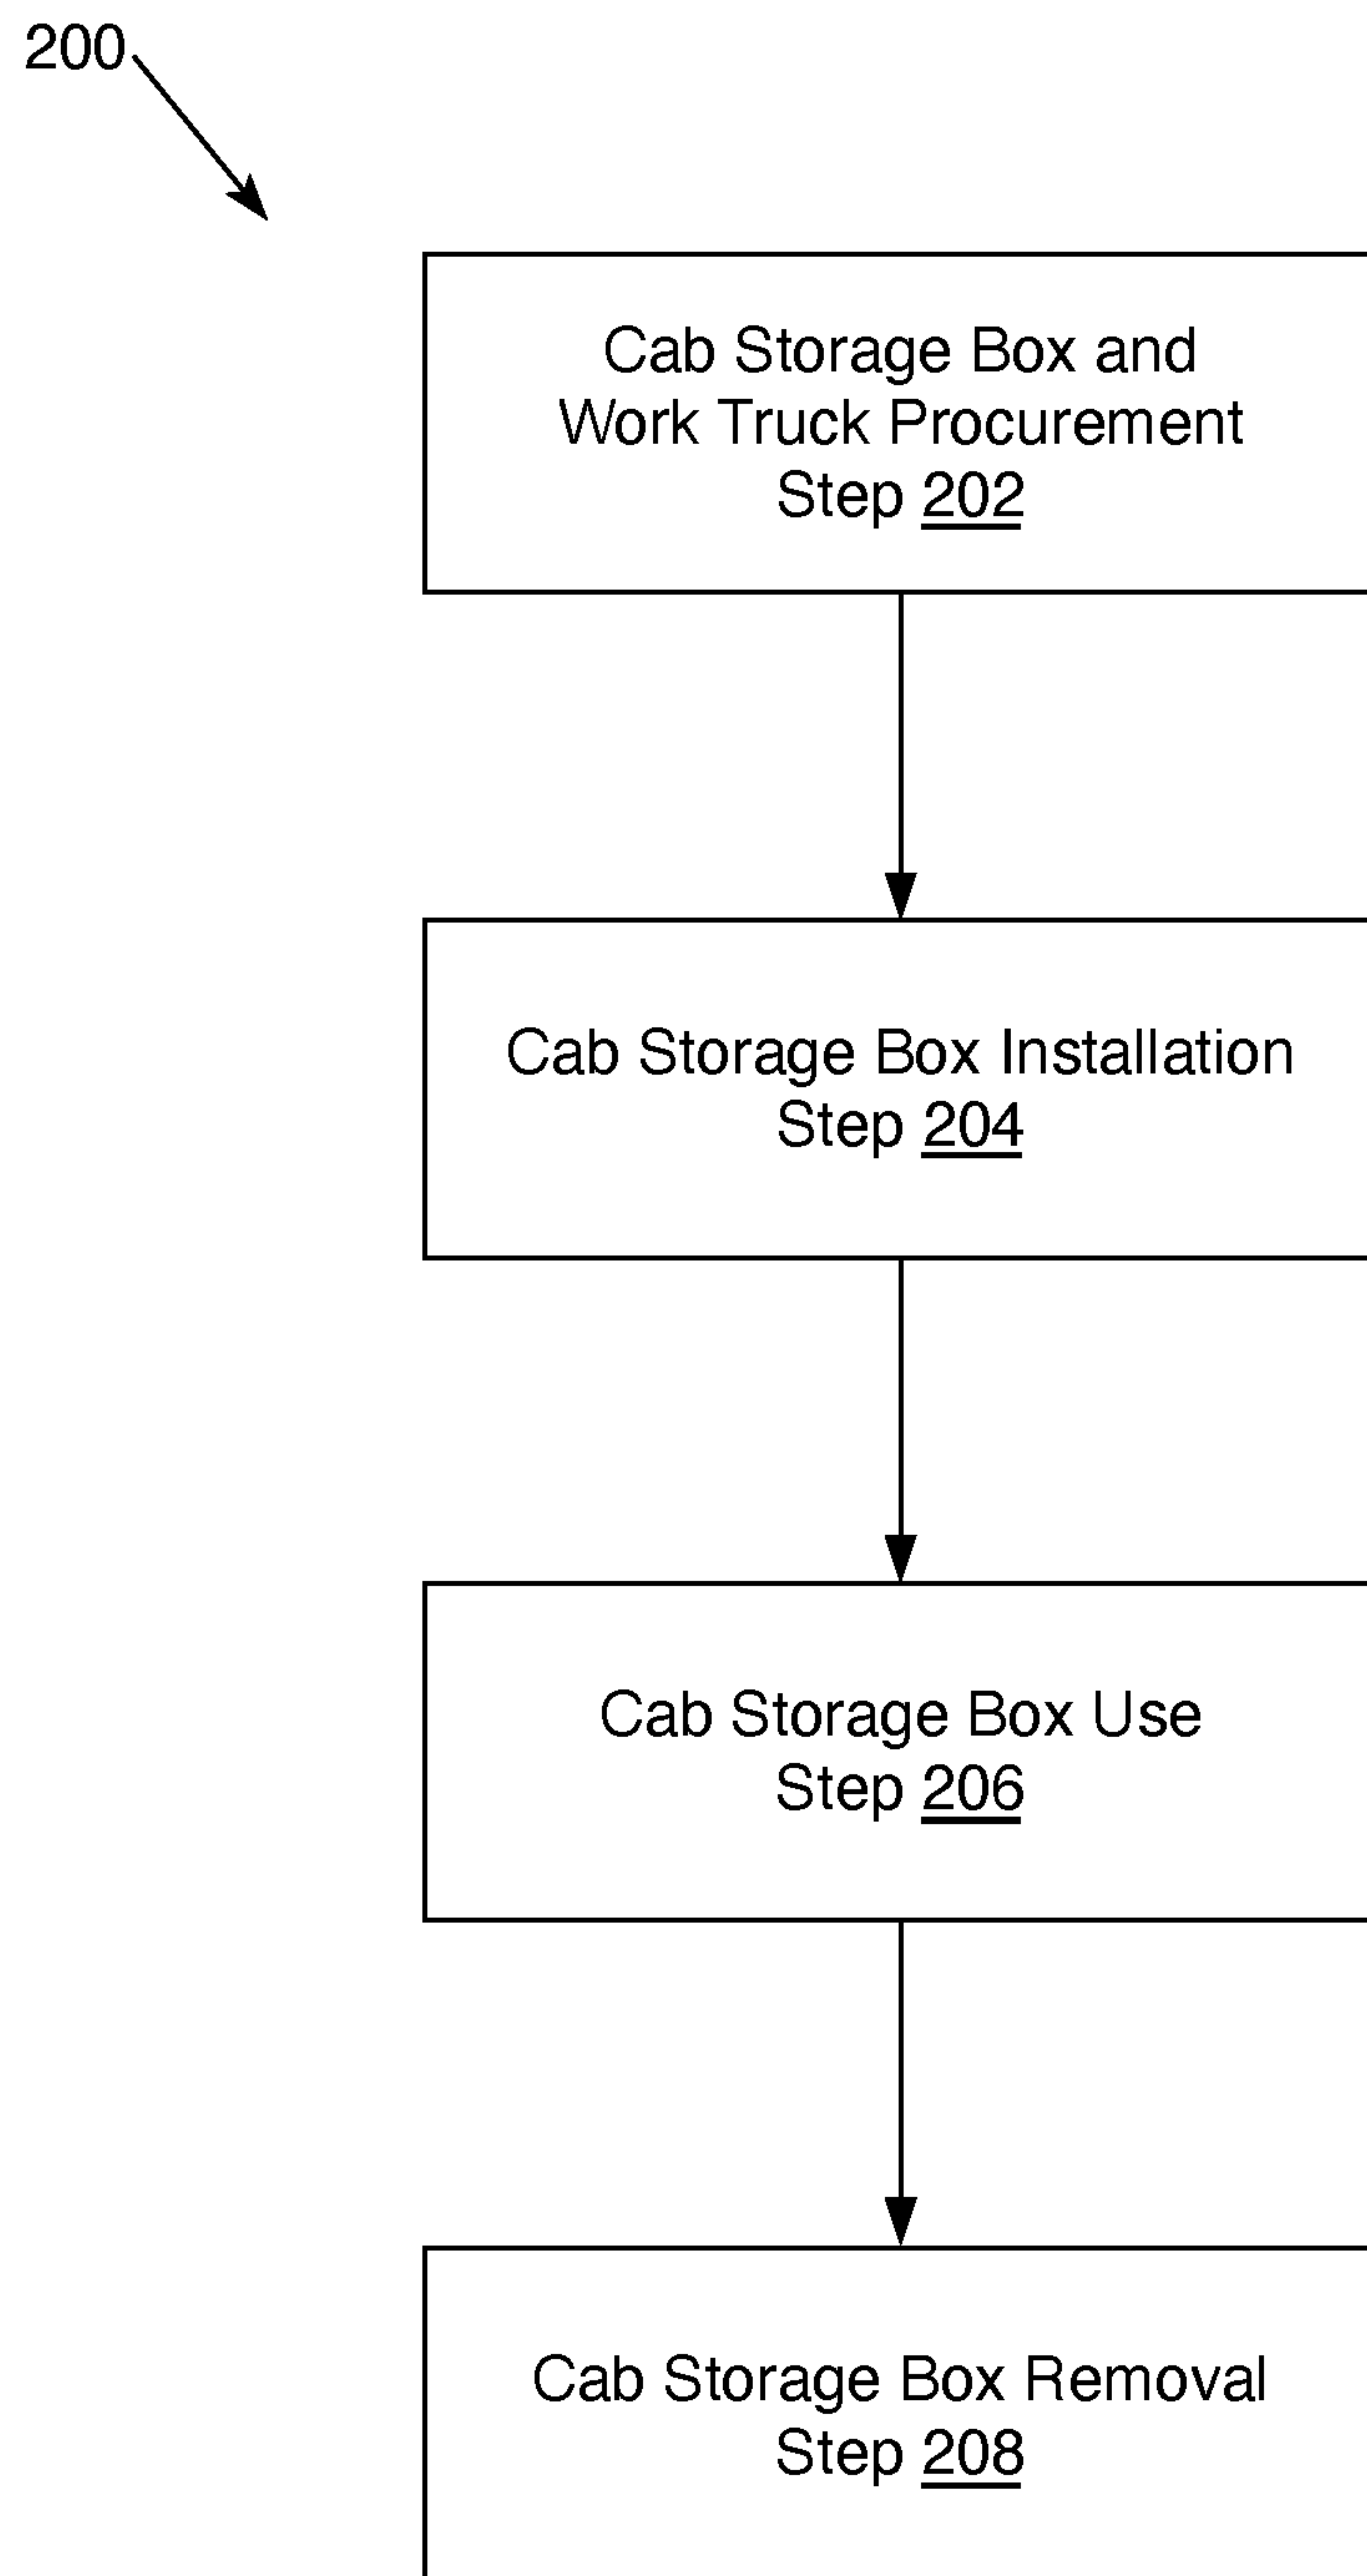 200
Cab Storage Box and
Work Truck Procurement
Step 202
Cab Storage Box Installation
Step 204
Cab Storage Box Use
Step 206
Cab Storage Box Removal
Step 208